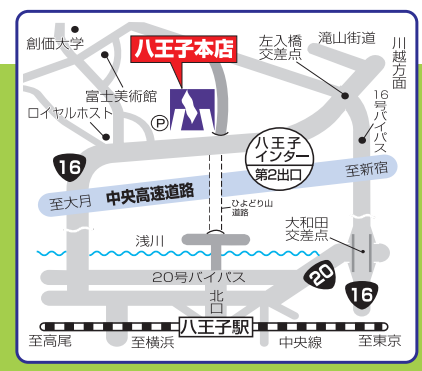 創価大学
八王子本店
左入橋
交差点
滝山街道
川越方面
富士美術館
ロイヤルホスト
P
16号バイパス
八王子
インター
第2出口
16
至新宿
中央高速道路
至大月
ひよどり山
道路
大和田
交差点
浅川
20号バイパス
20
16
北口
八王子駅
至高尾
至横浜
中央線
至東京